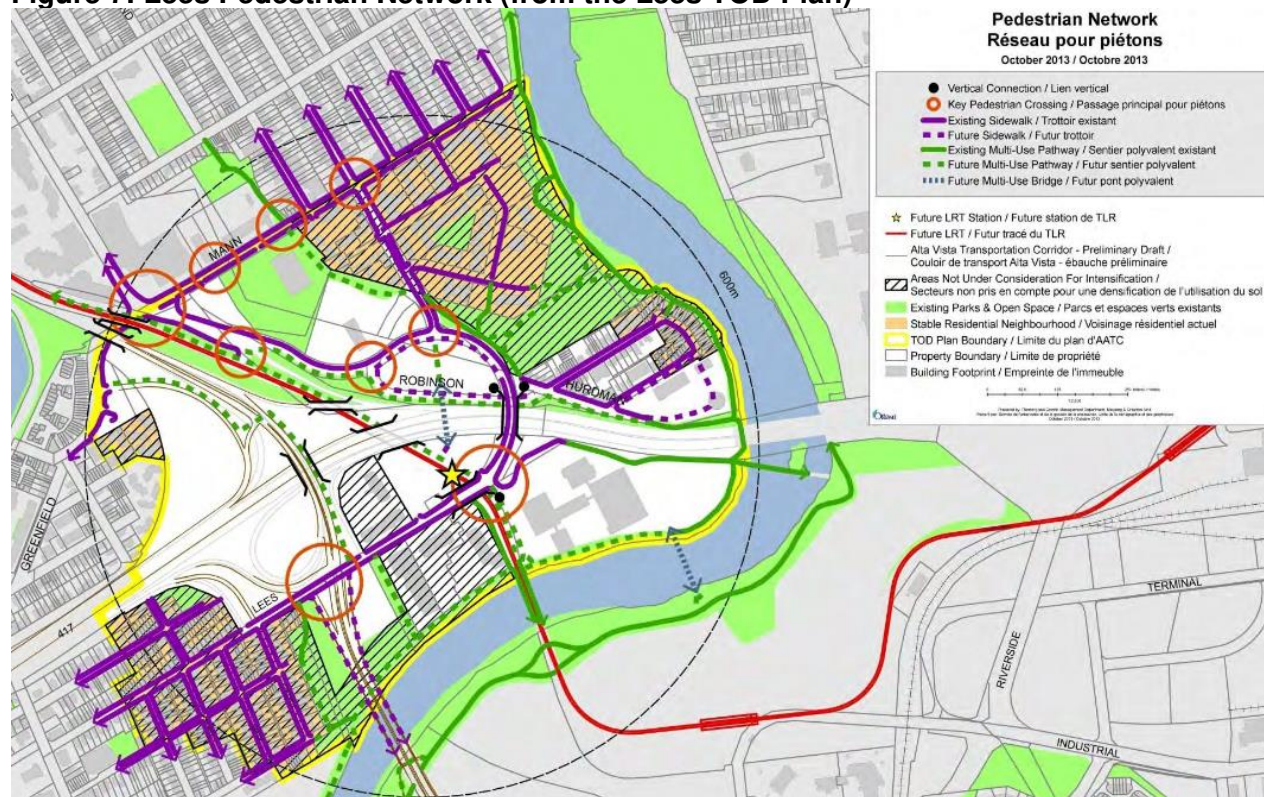 Figure 7: Lees Pedestrian Network (from the Lees TOD Plan)
Pedestrian Network
Réseau pour piétons
October 2013 / Octobre 2013
Vertical Connection / Lien vertical
Key Pedestrian Crossing / Passage principal pour piétons
Existing Sidewalk / Trottoir existant
Future Sidewalk / Futur trottoir
Existing Multi-Use Pathway / Sentier polyvalent existant
Future Multi-Use Pathway / Futur sentier polyvalent
Future Multi-Use Bridge / Futur pont polyvalent
Future LRT Station / Future station de TLR
Future LRT / Futur tracé du TLR
Alta Vista Transportation Corridor - Preliminary Draft /
Couloir de transport Alta Vista - ébauche préliminaire
Areas Not Under Consideration For Intensification /
Secteurs non pris en compte pour une densification de l'utilisation du sol
Existing Parks & Open Space / Parcs et espaces verts existants
Stable Residential Neighbourhood / Voisinage résidentiel actuel
TOD Plan Boundary / Limite du plan d'AATC
Property Boundary / Limite de propriété
Building Footprint / Empreinte de l'immeuble
MANN
600m
ROBINSON
HURDMAN
GREENFIELD
LEES
417
TERMINAL
RIVERSIDE
INDUSTRIAL